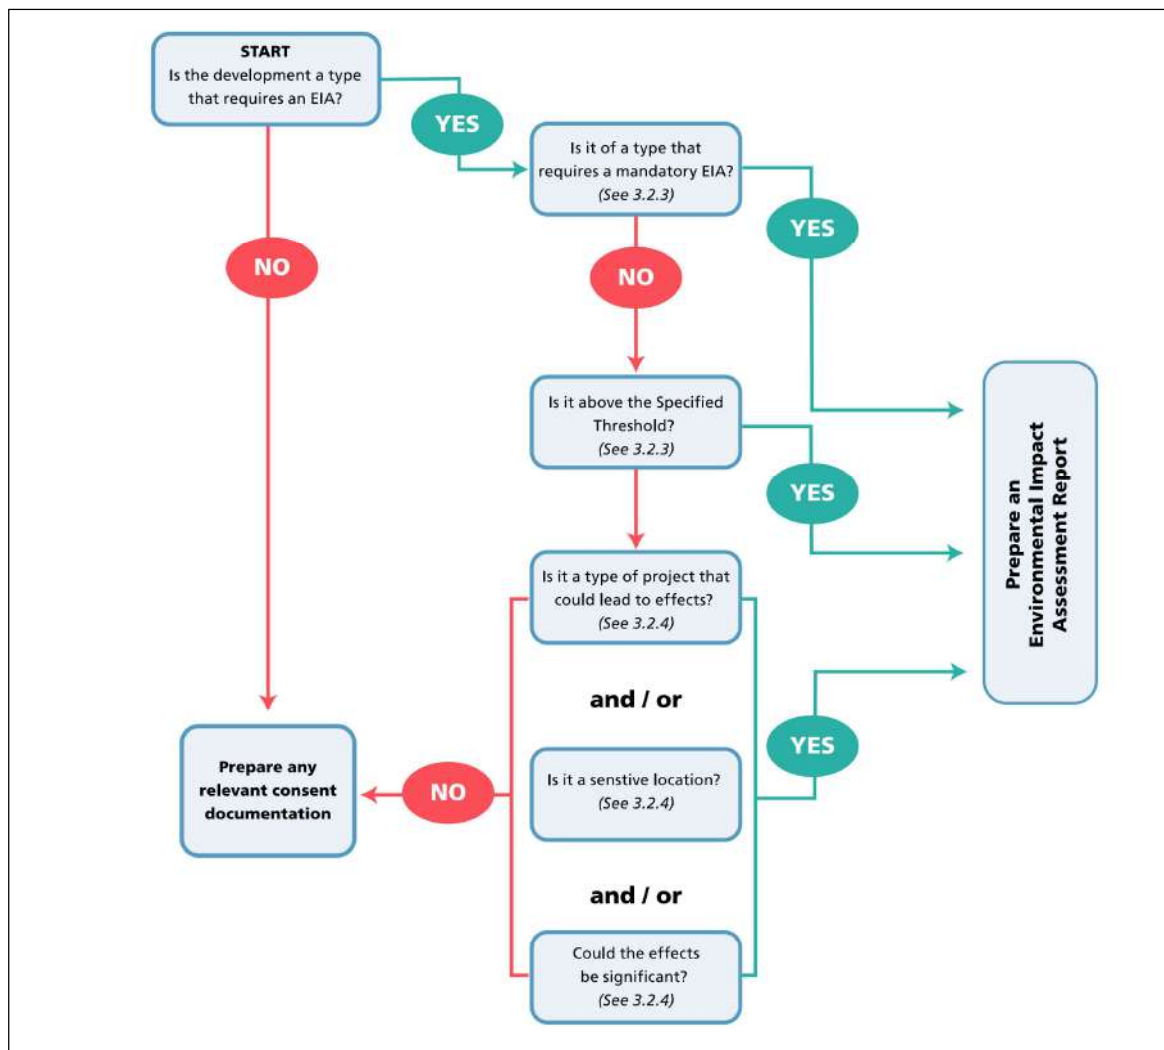 START
Is the development a type
that requires an EIA?
YES
Is it of a type that
requires a mandatory EIA?
(See 3.2.3)
YES
NO
NO
Is it above the Specified
Threshold?
(See 3.2.3)
YES
Prepare an
Environmental Impact
Assessment Report
Is it a type of project that
could lead to effects?
(See 3.2.4)
and / or
YES
Prepare any
relevant consent
documentation
NO
Is it a senstive location?
(See 3.2.4)
and / or
Could the effects
be significant?
(See 3.2.4)